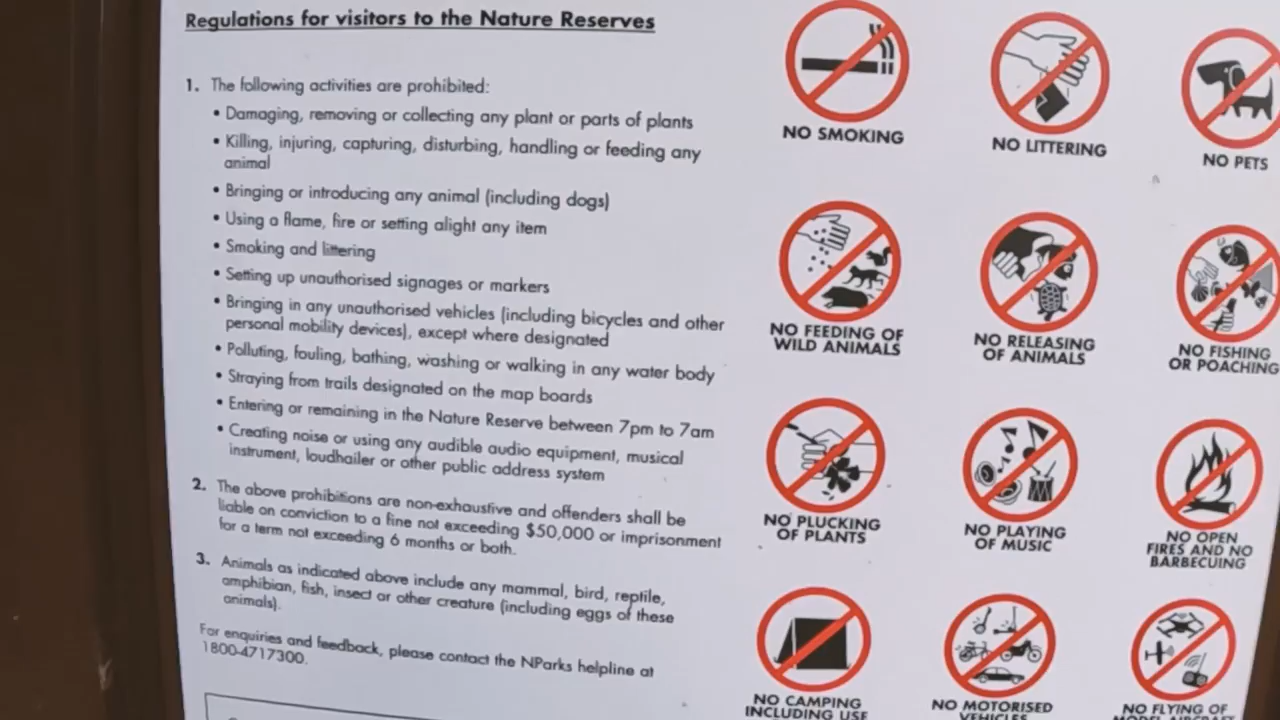 Regulations for visitors to the Nature Reserves
1. The following activities are prohibited:
• Damaging, removing or collecting any plant or parts of plants
• Killing, injuring, capturing, disturbing, handling or feeding any
animal
• Bringing or introducing any animal (including dogs)
• Using a flame, fire or setting alight any item
• Smoking and littering
• Setting up unauthorised signages or markers
• Bringing in any unauthorised vehicles (including bicycles and other
personal mobility devices), except where designated
• Polluting, fouling, bathing, washing or walking in any water body
• Straying from trails designated on the map boards
• Entering or remaining in the Nature Reserve between 7pm to 7am
• Creating noise or using any audible audio equipment, musical
instrument, loudhailer or other public address system
2. The above prohibitions are non-exhaustive and offenders shall be
liable on conviction to a fine not exceeding $50,000 or imprisonment
for a term not exceeding 6 months or both.
3. Animals as indicated above include any mammal, bird, reptile,
amphibian, fish, insect or other creature (including eggs of these
animals).
For enquiries and feedback, please contact the NParks helpline at
1800-4717300.
NO SMOKING
NO LITTERING
NO PETS
NO FEEDING OF
WILD ANIMALS
NO RELEASING
OF ANIMALS
NO FISHING
OR POACHING
NO PLUCKING
OF PLANTS
NO PLAYING
OF MUSIC
NO OPEN
FIRES AND NO
BARBECUING
NO CAMPING
INCLUDING USE
NO MOTORISED
VEHICLES
NO FLYING OF
MODEL AIRCRAFT